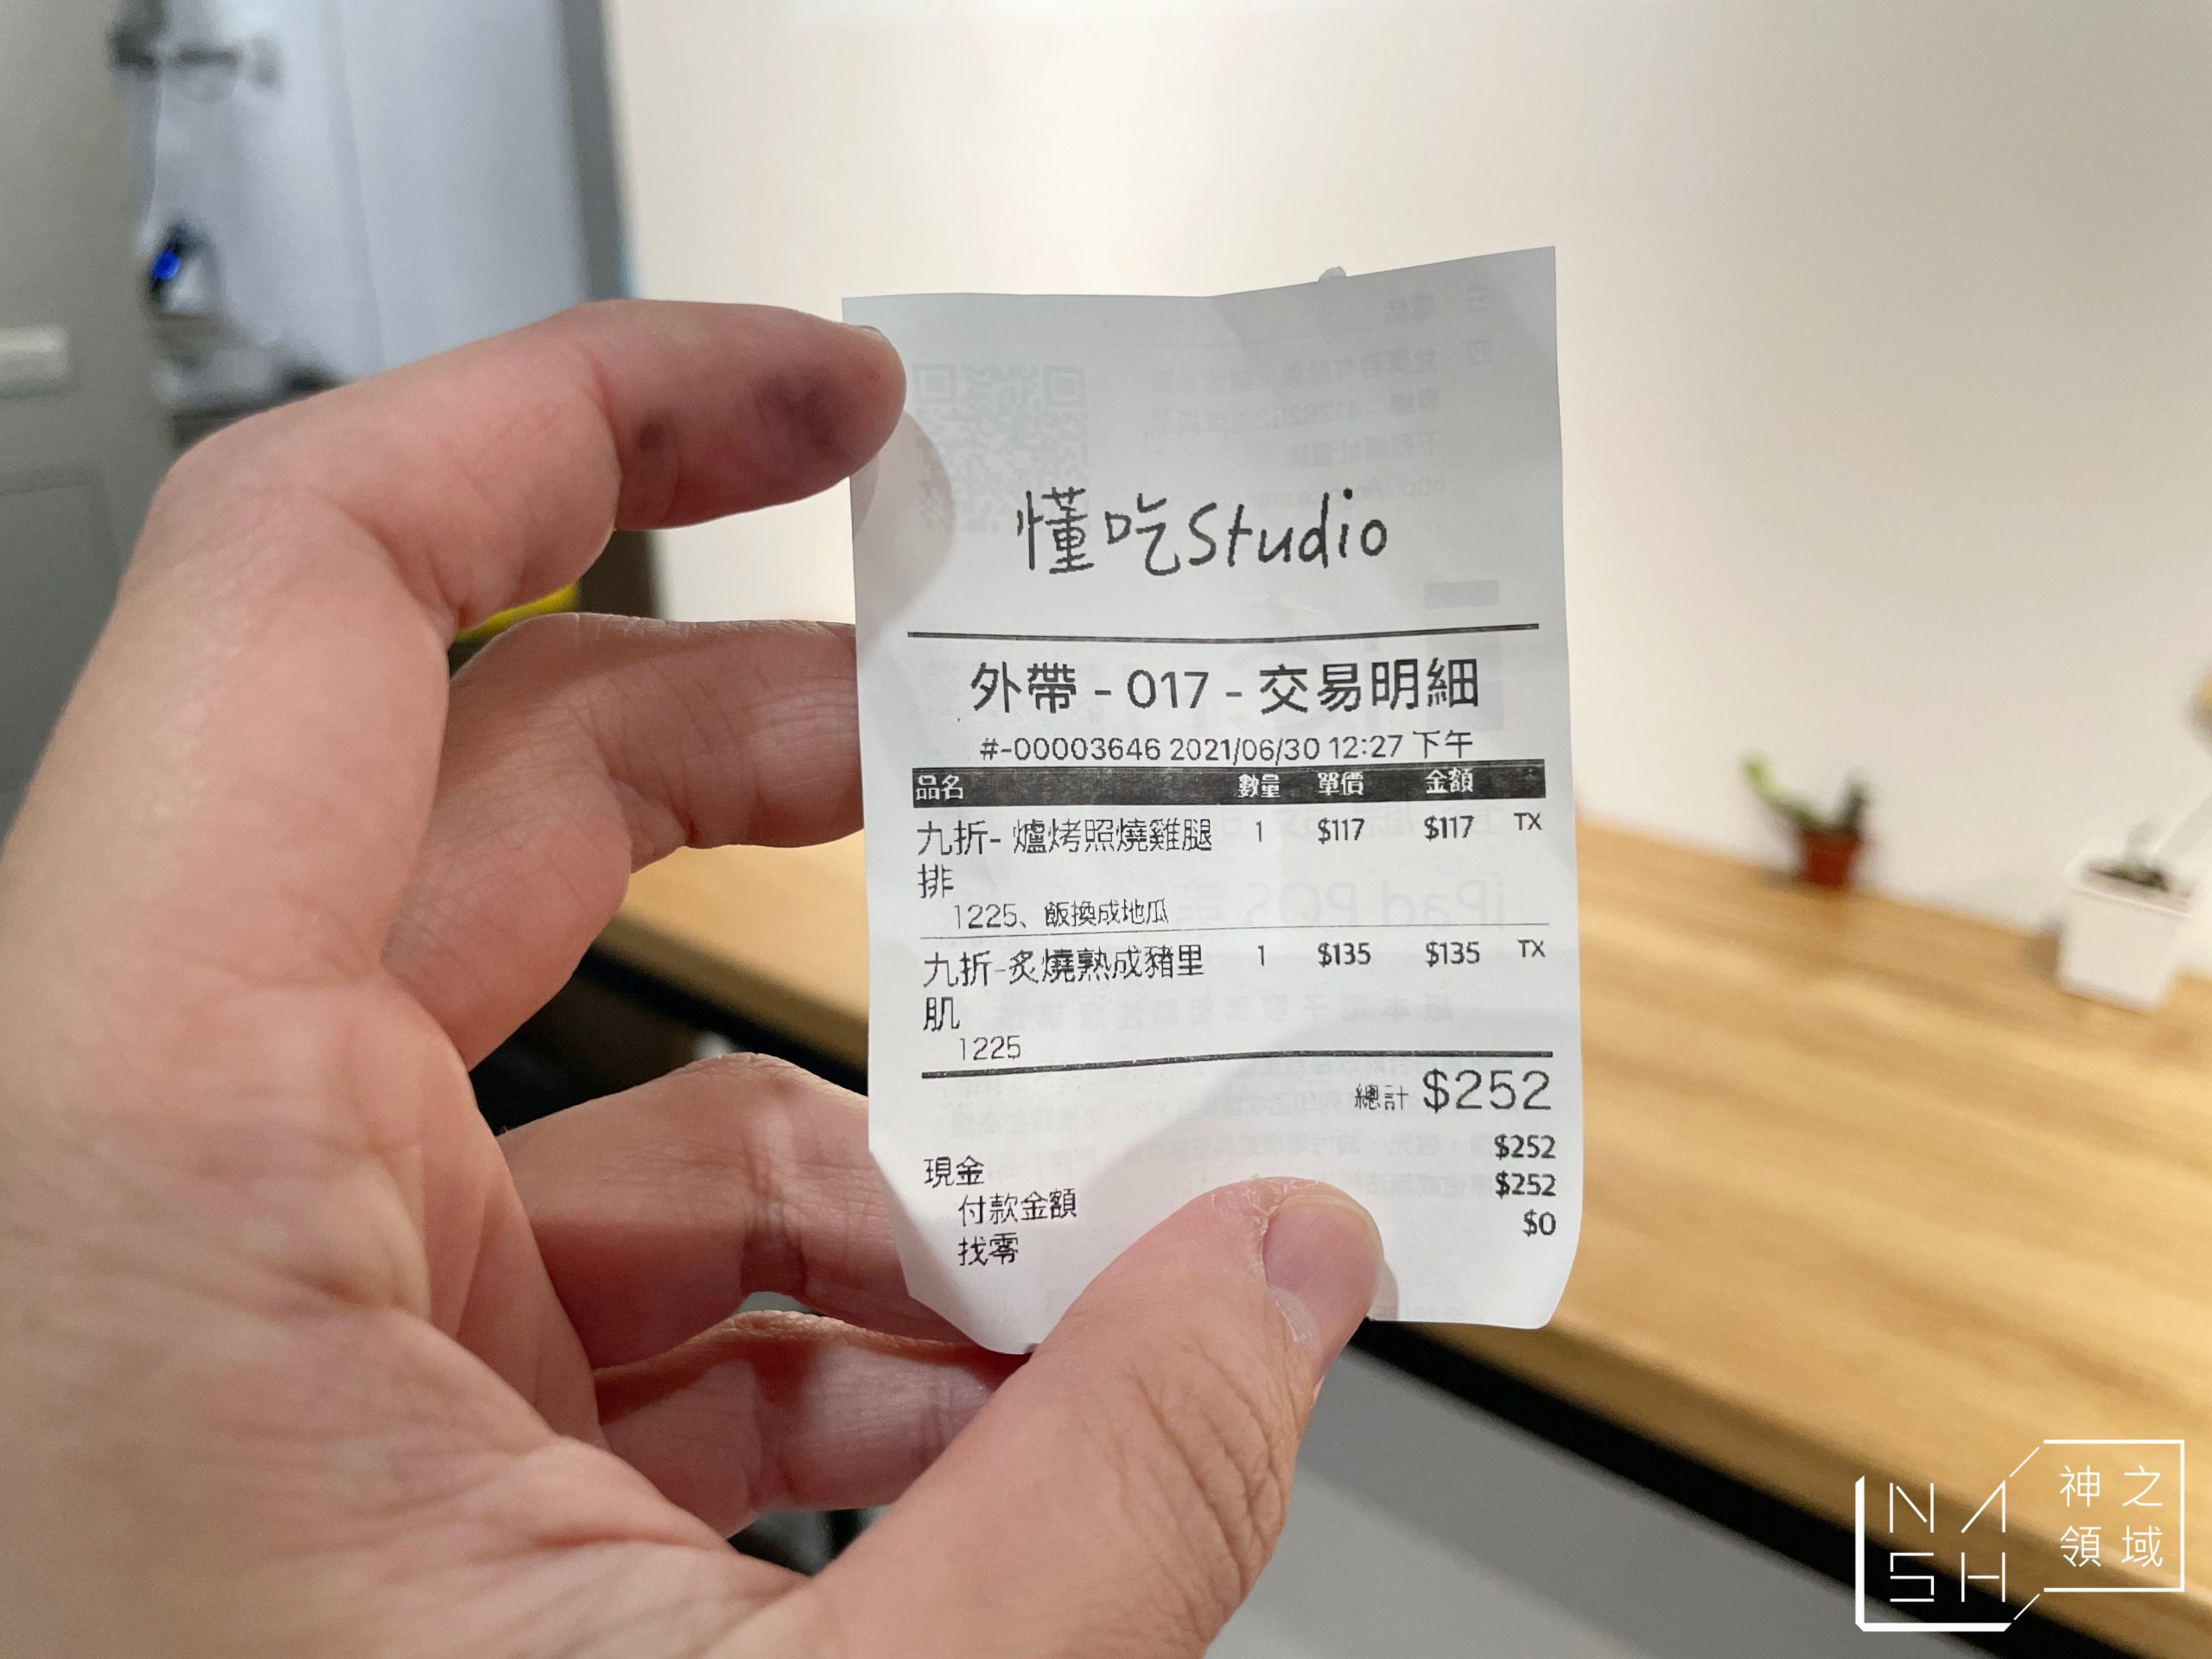 懂吃Studio
外帶 - 017 - 交易明細
#-00003646 2021/06/30 12:27 下午
品名 數量 單價 金額
九折- 爐烤照燒雞腿 1 $117 $117 TX
排
1225、飯換成地瓜
九折-炙燒熟成豬里 1 $135 $135 TX
肌
1225
總計 $252
現金 $252
付款金額 $252
找零 $0
NASH
神之
領域